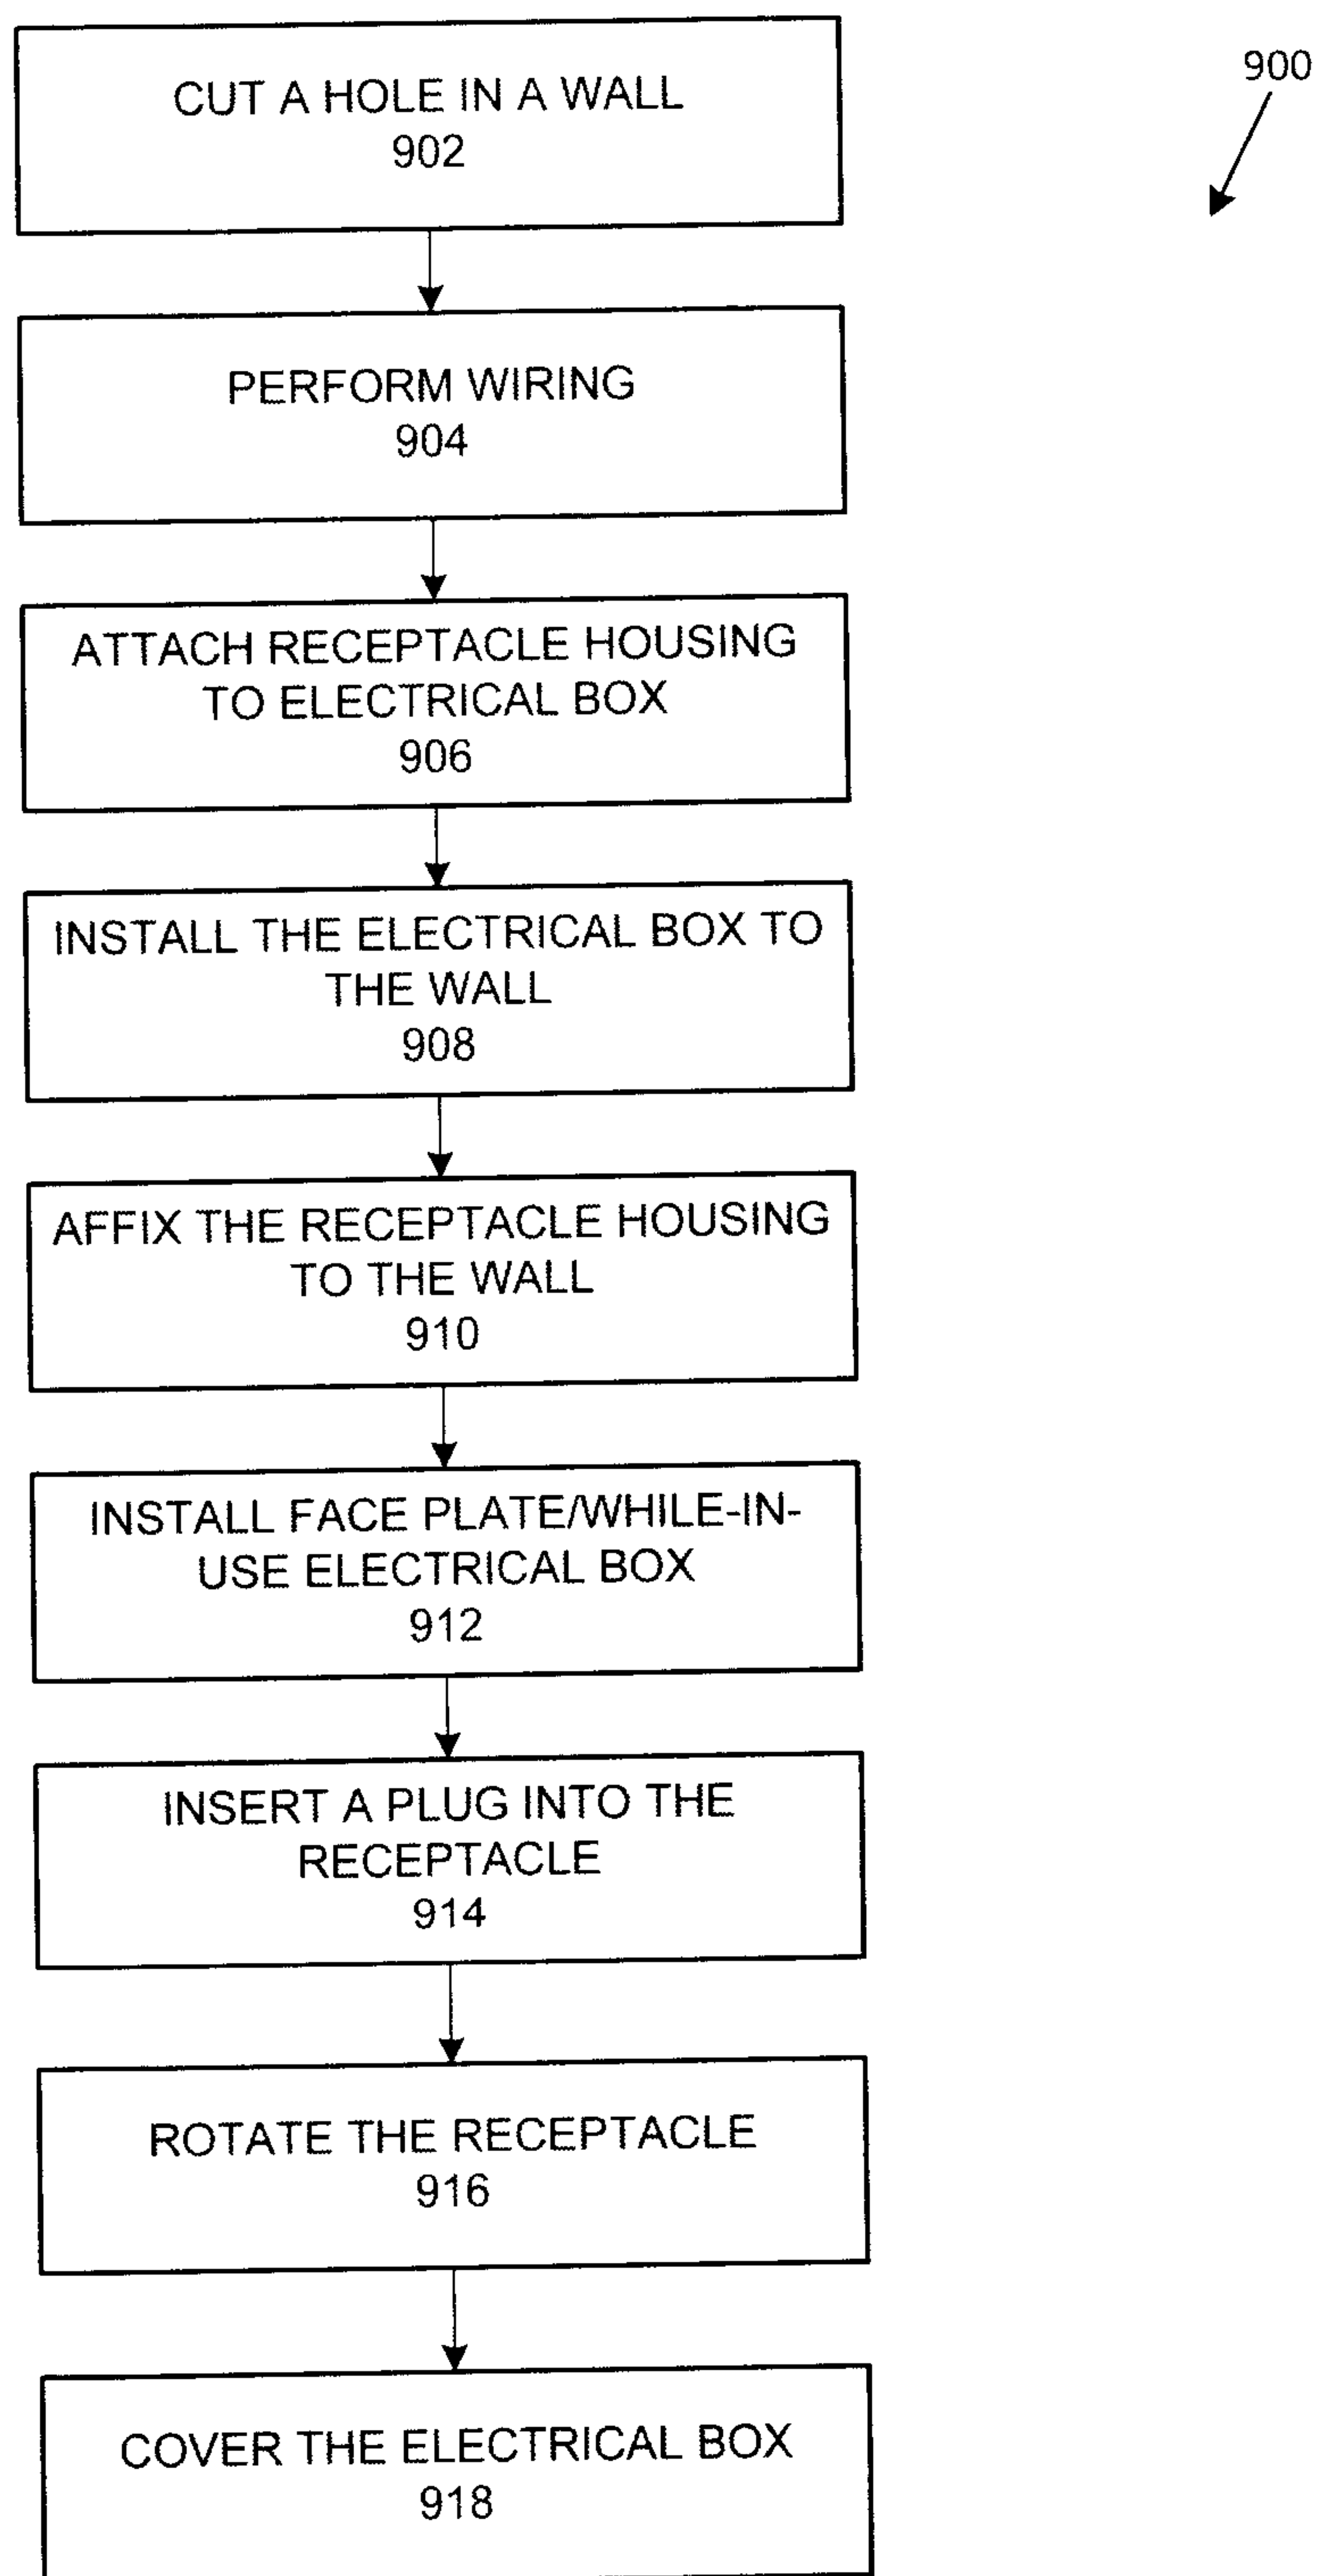 900
CUT A HOLE IN A WALL
902
PERFORM WIRING
904
ATTACH RECEPTACLE HOUSING
TO ELECTRICAL BOX
906
INSTALL THE ELECTRICAL BOX TO
THE WALL
908
AFFIX THE RECEPTACLE HOUSING
TO THE WALL
910
INSTALL FACE PLATE/WHILE-IN-
USE ELECTRICAL BOX
912
INSERT A PLUG INTO THE
RECEPTACLE
914
ROTATE THE RECEPTACLE
916
COVER THE ELECTRICAL BOX
918